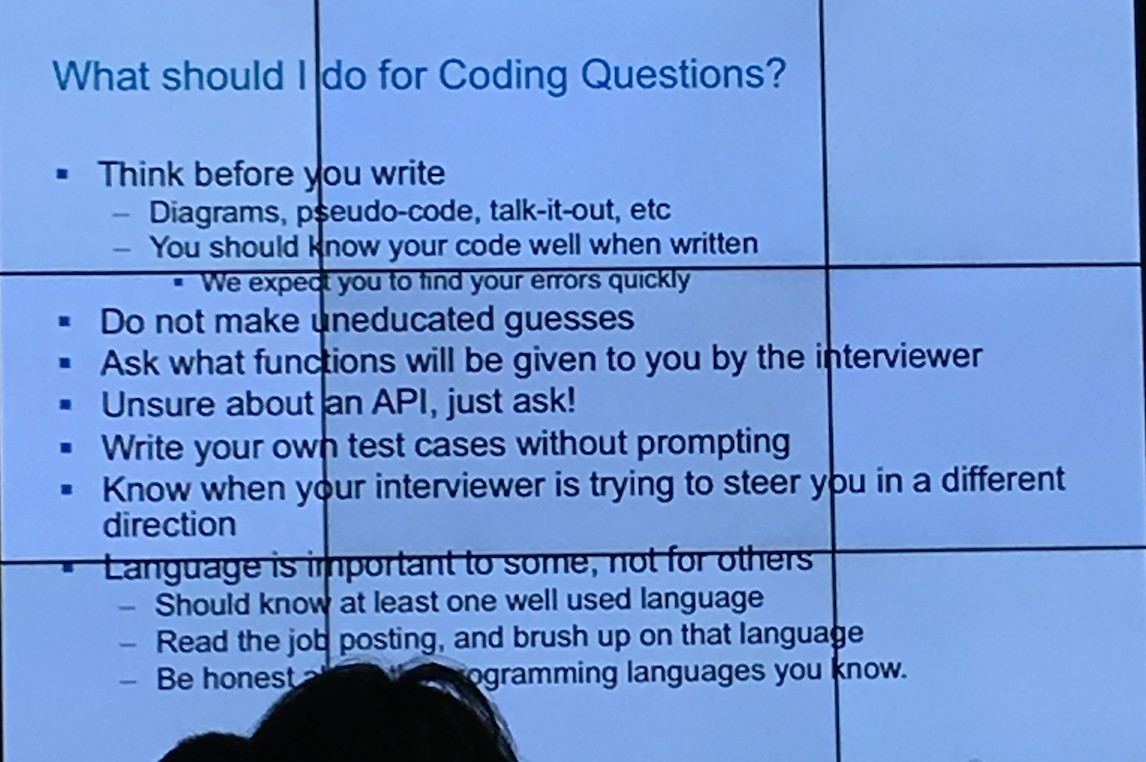 What should I do for Coding Questions?
▪ Think before you write
– Diagrams, pseudo-code, talk-it-out, etc
– You should know your code well when written
▪ We expect you to find your errors quickly
▪ Do not make uneducated guesses
▪ Ask what functions will be given to you by the interviewer
▪ Unsure about an API, just ask!
▪ Write your own test cases without prompting
▪ Know when your interviewer is trying to steer you in a different
direction
▪ Language is important to some, not for others
– Should know at least one well used language
– Read the job posting, and brush up on that language
– Be honest languages you know.